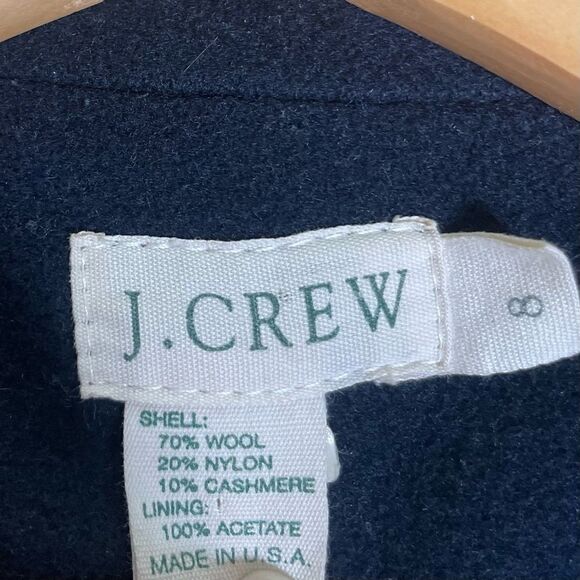 J.CREW
8
SHELL:
70% WOOL
20% NYLON
10% CASHMERE
LINING:
100% ACETATE
MADE IN U.S.A.